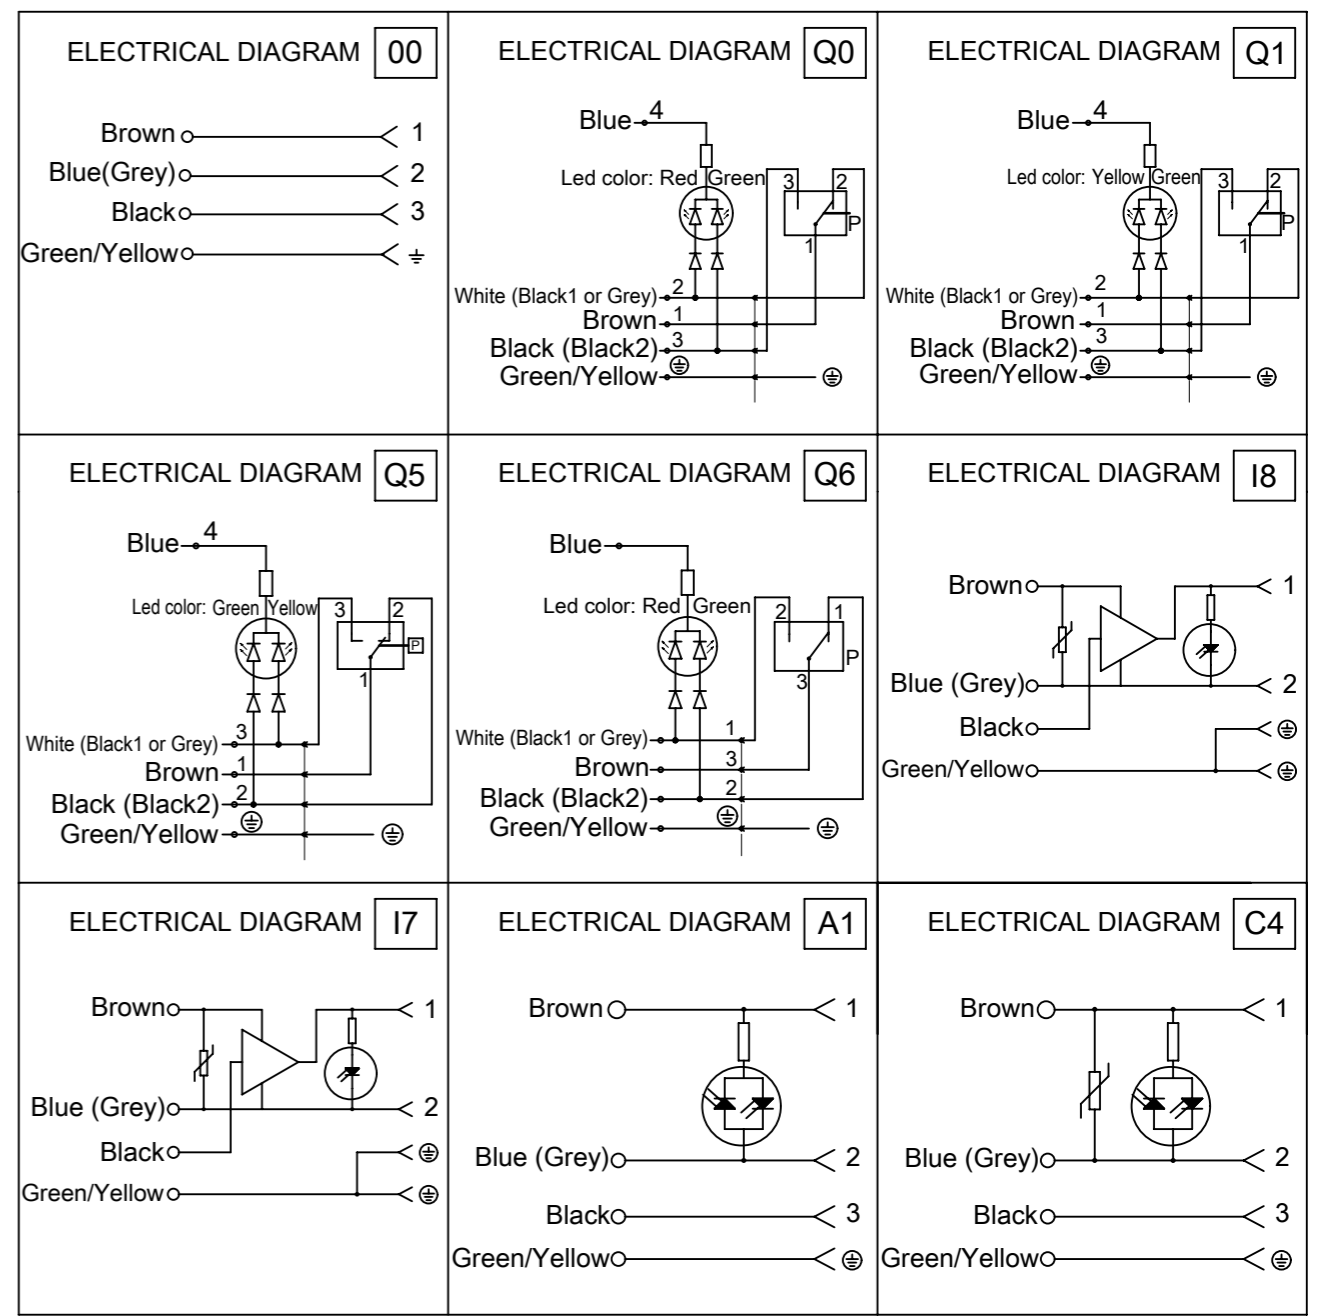 ELECTRICAL DIAGRAM 00
Brown 1
Blue(Grey) 2
Black 3
Green/Yellow
ELECTRICAL DIAGRAM Q0
Blue 4
Led color: Red Green 3 2
P
1
White (Black1 or Grey) 2
Brown 1
Black (Black2) 3
Green/Yellow
ELECTRICAL DIAGRAM Q1
Blue 4
Led color: Yellow Green 3 2
P
1
White (Black1 or Grey) 2
Brown 1
Black (Black2) 3
Green/Yellow
ELECTRICAL DIAGRAM Q5
Blue 4
Led color: Green Yellow 3 2
P
1
White (Black1 or Grey) 3
Brown 1
Black (Black2) 2
Green/Yellow
ELECTRICAL DIAGRAM Q6
Blue
Led color: Red Green 2 1
P
3
White (Black1 or Grey) 1
Brown 3
Black (Black2) 2
Green/Yellow
ELECTRICAL DIAGRAM I8
Brown 1
Blue (Grey) 2
Black
Green/Yellow
ELECTRICAL DIAGRAM I7
Brown 1
Blue (Grey) 2
Black
Green/Yellow
ELECTRICAL DIAGRAM A1
Brown 1
Blue (Grey) 2
Black 3
Green/Yellow
ELECTRICAL DIAGRAM C4
Brown 1
Blue (Grey) 2
Black 3
Green/Yellow